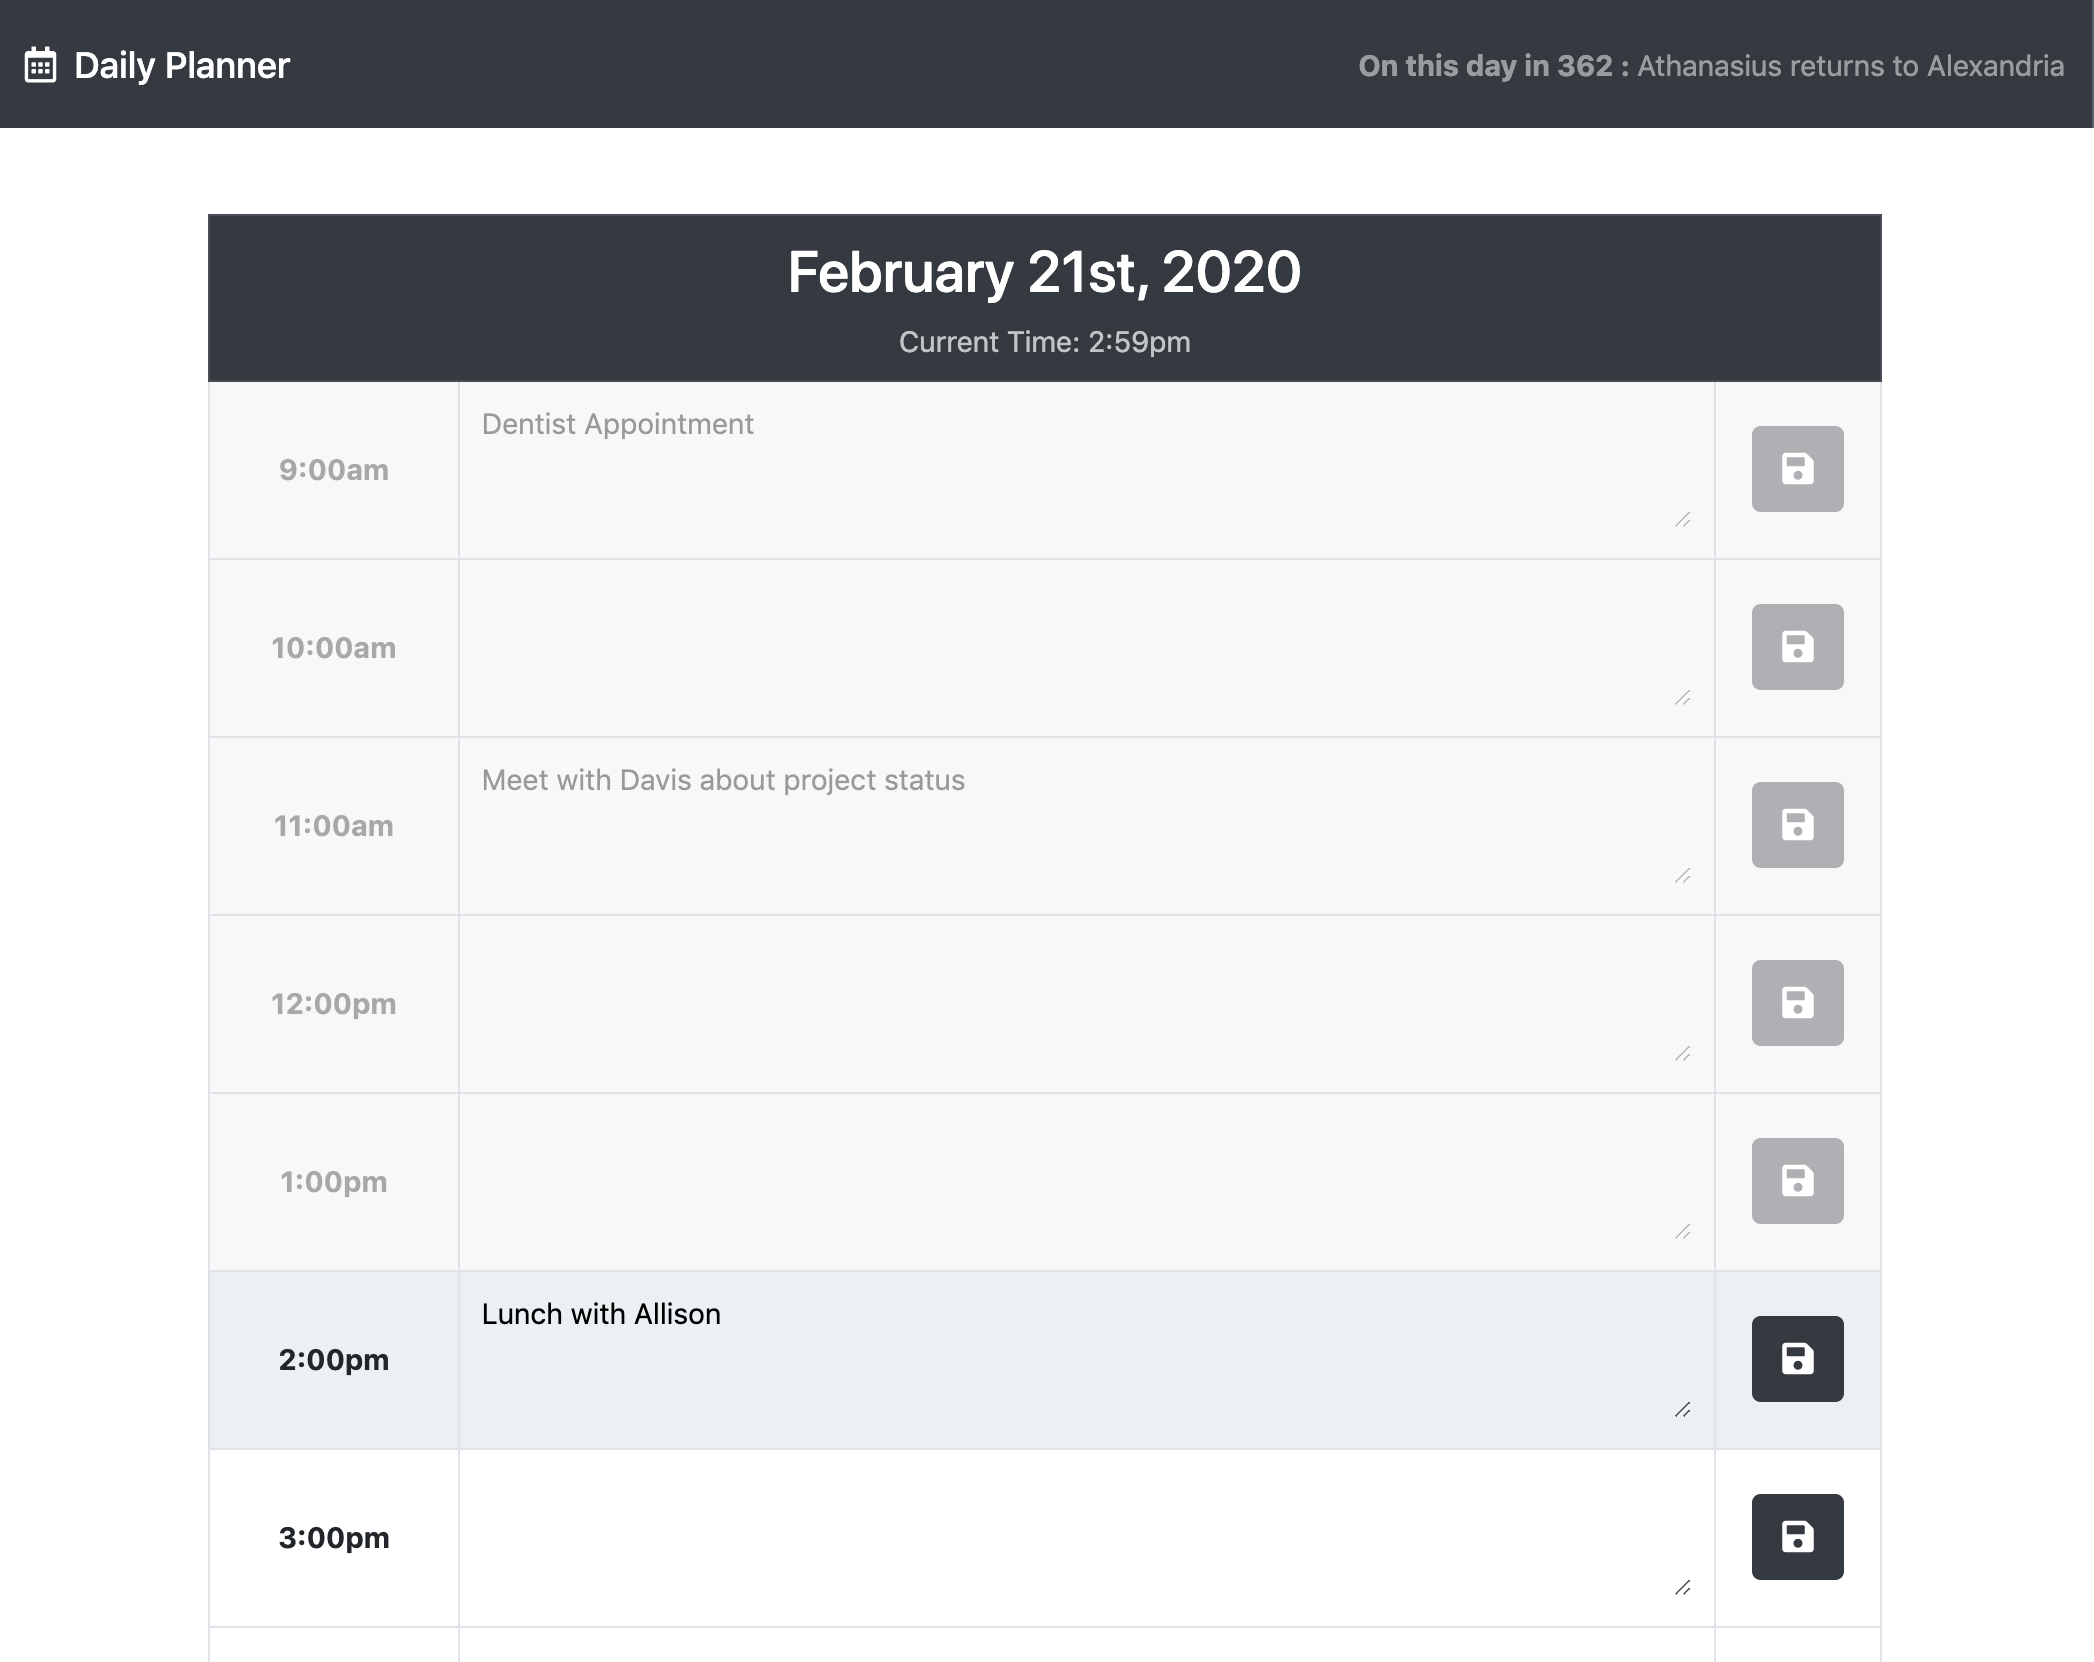 Daily Planner
On this day in 362 : Athanasius returns to Alexandria
February 21st, 2020
Current Time: 2:59pm
9:00am
Dentist Appointment
10:00am
11:00am
Meet with Davis about project status
12:00pm
1:00pm
2:00pm
Lunch with Allison
3:00pm